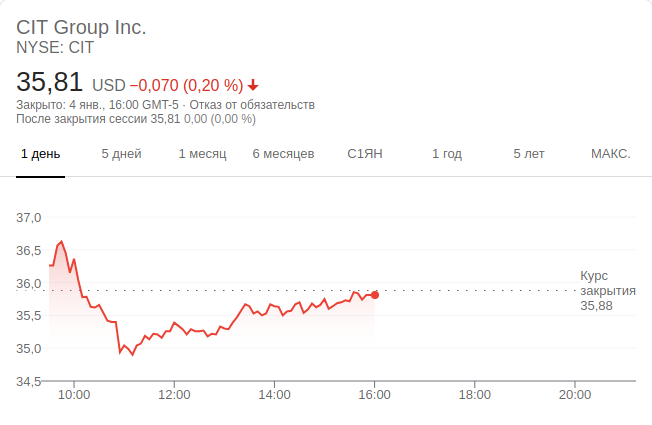 CIT Group Inc.
NYSE: CIT
35,81 USD −0,070 (0,20 %)
Закрыто: 4 янв., 16:00 GMT-5 · Отказ от обязательств
После закрытия сессии 35,81 0,00 (0,00 %)
1 день 5 дней 1 месяц 6 месяцев С1ЯН 1 год 5 лет МАКС.
37,0
36,5
36,0
35,5
35,0
34,5
Курс
закрытия
35,88
10:00 12:00 14:00 16:00 18:00 20:00